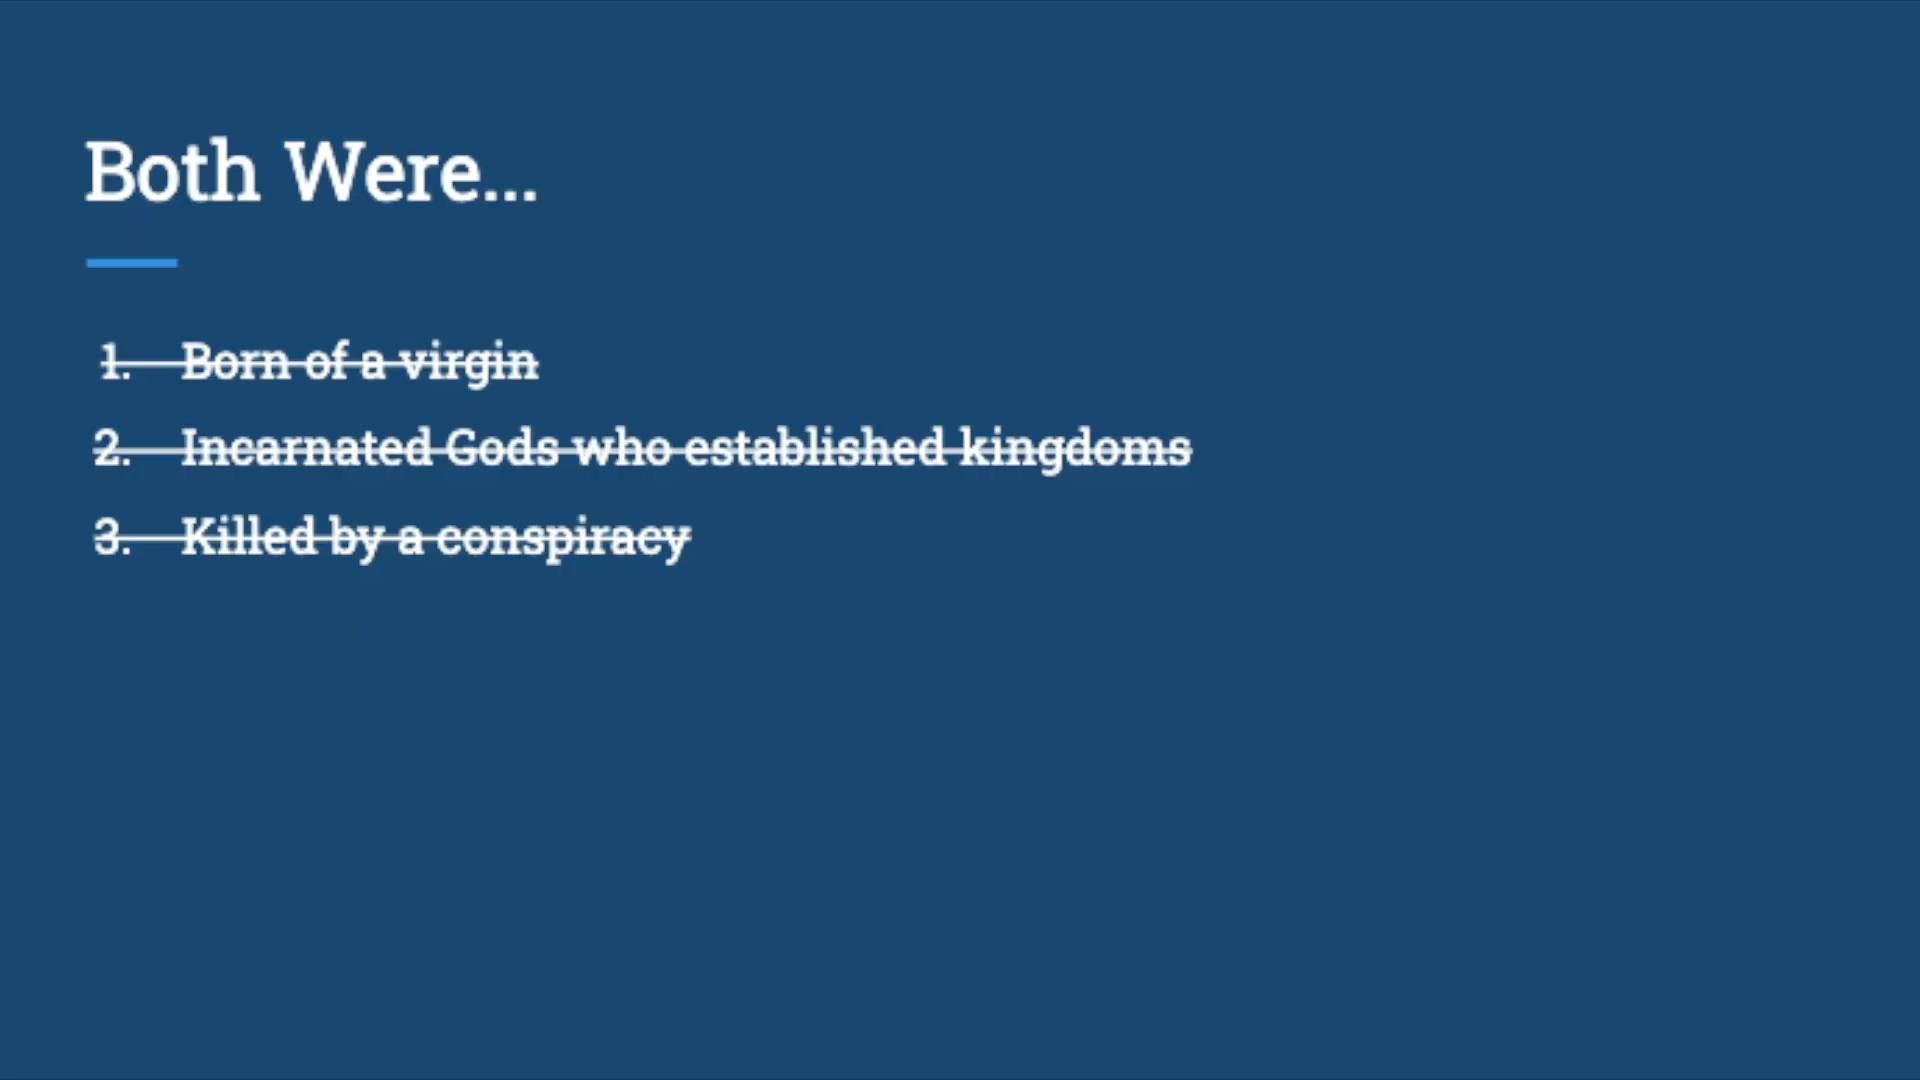 Both Were...
1. Born of a virgin
2. Incarnated Gods who established kingdoms
3. Killed by a conspiracy